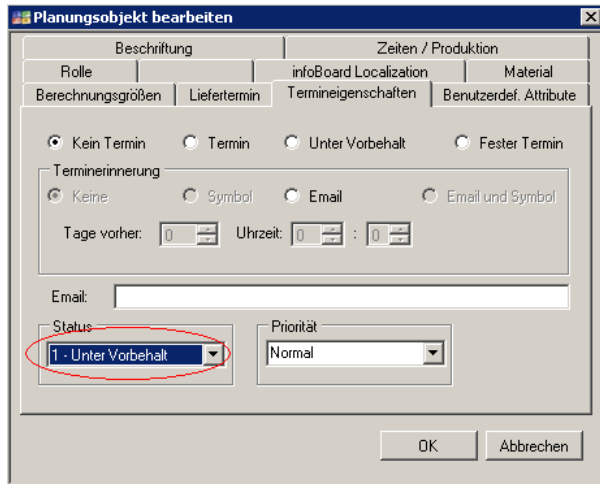 Planungsobjekt bearbeiten
Beschriftung Zeiten / Produktion
Rolle infoBoard Localization Material
Berechnungsgrößen Liefertermin Termineigenschaften Benutzerdef. Attribute
Kein Termin Termin Unter Vorbehalt Fester Termin
Terminerinnerung
Keine Symbol Email Email und Symbol
Tage vorher: 0 Uhrzeit: 0 : 0
Email:
Status Priorität
1 - Unter Vorbehalt Normal
OK Abbrechen